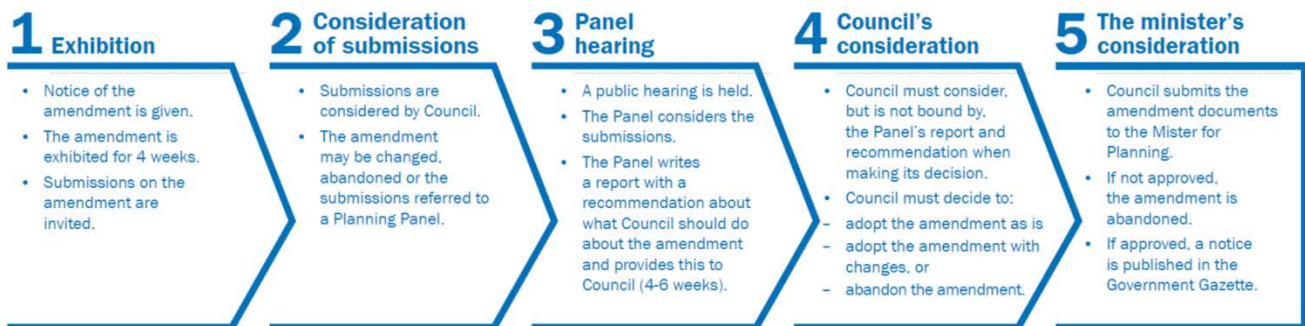 1 Exhibition
• Notice of the
amendment is given.
• The amendment is
exhibited for 4 weeks.
• Submissions on the
amendment are
invited.
2 Consideration
of submissions
• Submissions are
considered by Council.
• The amendment
may be changed,
abandoned or the
submissions referred to
a Planning Panel.
3 Panel
hearing
• A public hearing is held.
• The Panel considers the
submissions.
• The Panel writes
a report with a
recommendation about
what Council should do
about the amendment
and provides this to
Council (4-6 weeks).
4 Council's
consideration
• Council must consider,
but is not bound by,
the Panel's report and
recommendation when
making its decision.
• Council must decide to:
– adopt the amendment as is
– adopt the amendment with
changes, or
– abandon the amendment.
5 The minister's
consideration
• Council submits the
amendment documents
to the Mister for
Planning.
• If not approved,
the amendment is
abandoned.
• If approved, a notice
is published in the
Government Gazette.